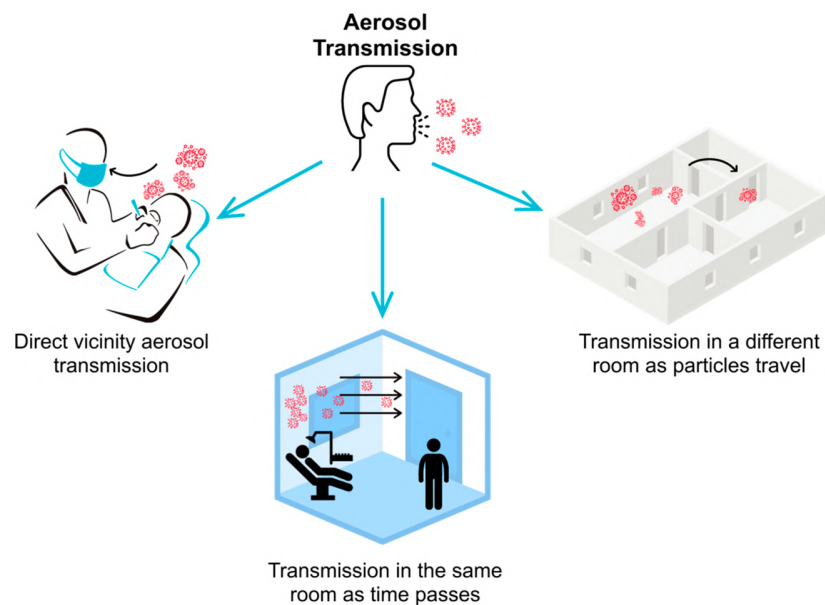 Aerosol
Transmission
Direct vicinity aerosol
transmission
Transmission in a different
room as particles travel
Transmission in the same
room as time passes